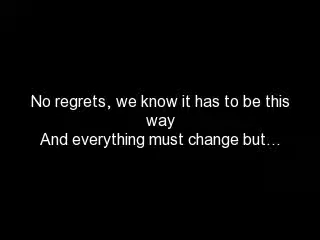 No regrets, we know it has to be this
way
And everything must change but…